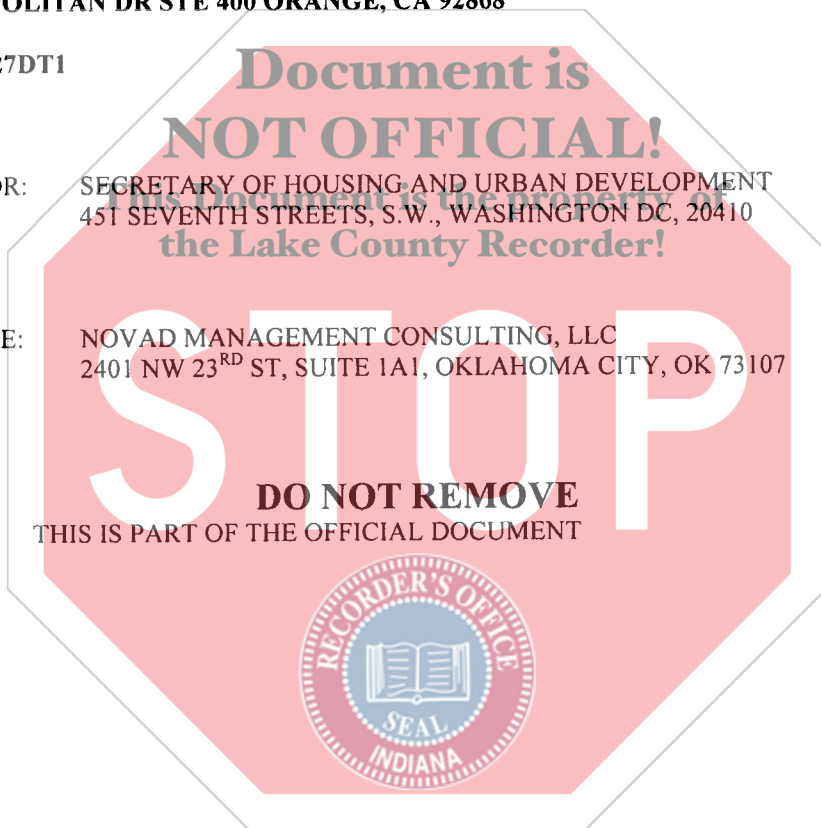 OLITAN DR STE 400 ORANGE, CA 92868
27DT1
Document is
NOT OFFICIAL!
OR: SECRETARY OF HOUSING AND URBAN DEVELOPMENT
This Document is the property of
451 SEVENTH STREETS, S.W., WASHINGTON DC, 20410
the Lake County Recorder!
STOP
E: NOVAD MANAGEMENT CONSULTING, LLC
2401 NW 23RD ST, SUITE 1A1, OKLAHOMA CITY, OK 73107
DO NOT REMOVE
THIS IS PART OF THE OFFICIAL DOCUMENT
RECORDER'S OFFICE
SEAL
INDIANA